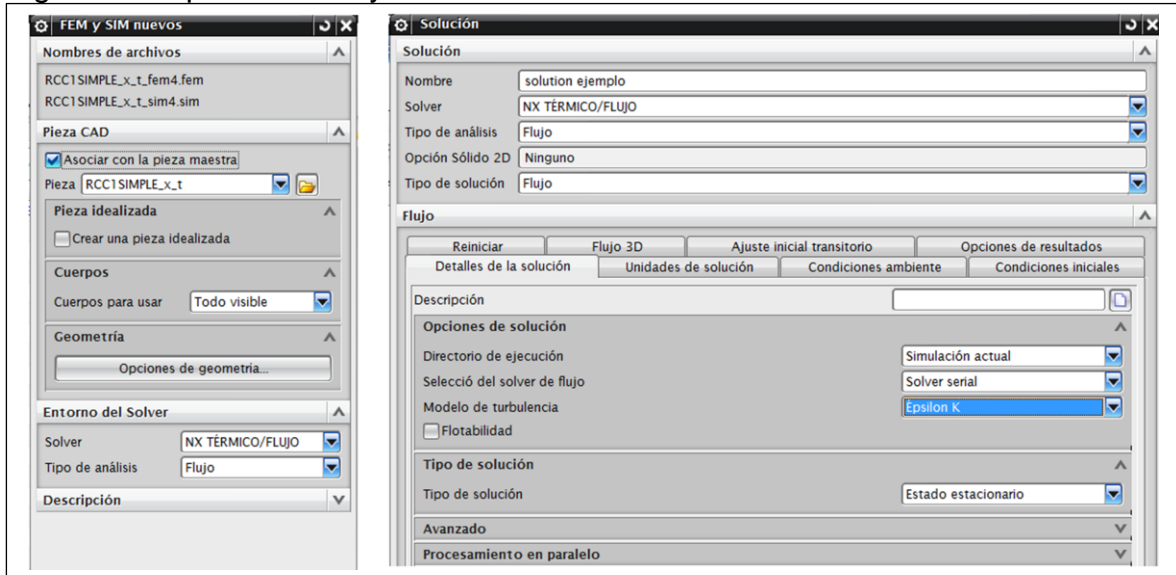 FEM y SIM nuevos
Nombres de archivos
RCC1SIMPLE_x_t_fem4.fem
RCC1SIMPLE_x_t_sim4.sim
Pieza CAD
Asociar con la pieza maestra
Pieza RCC1SIMPLE_x_t
Pieza idealizada
Crear una pieza idealizada
Cuerpos
Cuerpos para usar Todo visible
Geometría
Opciones de geometría...
Entorno del Solver
Solver NX TÉRMICO/FLUJO
Tipo de análisis Flujo
Descripción
Solución
Solución
Nombre solution ejemplo
Solver NX TÉRMICO/FLUJO
Tipo de análisis Flujo
Opción Sólido 2D Ninguno
Tipo de solución Flujo
Flujo
Reiniciar Flujo 3D Ajuste inicial transitorio Opciones de resultados
Detalles de la solución Unidades de solución Condiciones ambiente Condiciones iniciales
Descripción
Opciones de solución
Directorio de ejecución Simulación actual
Selecció del solver de flujo Solver serial
Modelo de turbulencia Épsilon K
Flotabilidad
Tipo de solución
Tipo de solución Estado estacionario
Avanzado
Procesamiento en paralelo